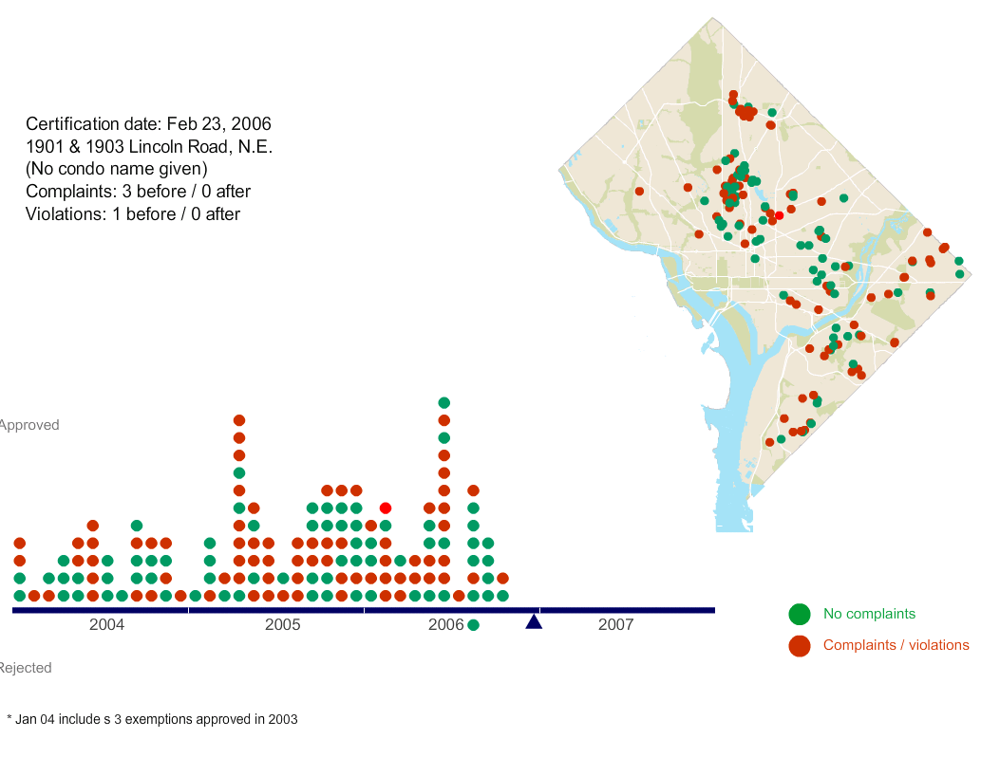 Certification date: Feb 23, 2006
1901 & 1903 Lincoln Road, N.E.
(No condo name given)
Complaints: 3 before / 0 after
Violations: 1 before / 0 after
Approved
2004 2005 2006 2007
No complaints
Complaints / violations
Rejected
* Jan 04 include s 3 exemptions approved in 2003